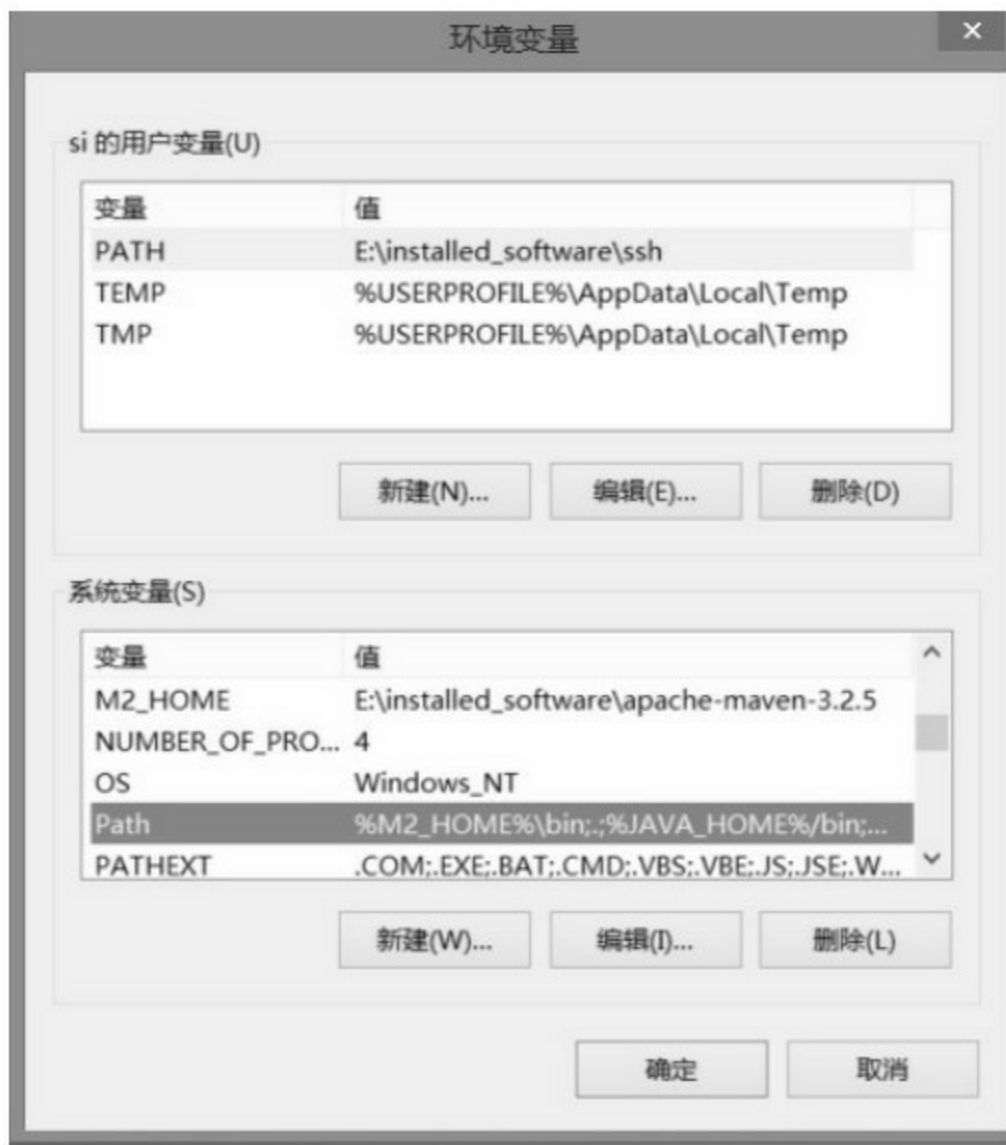 环境变量
si 的用户变量(U)
变量 值
PATH E:\installed_software\ssh
TEMP %USERPROFILE%\AppData\Local\Temp
TMP %USERPROFILE%\AppData\Local\Temp
新建(N)... 编辑(E)... 删除(D)
系统变量(S)
变量 值
M2_HOME E:\installed_software\apache-maven-3.2.5
NUMBER_OF_PRO... 4
OS Windows_NT
Path %M2_HOME%\bin;.;%JAVA_HOME%/bin;...
PATHEXT .COM;.EXE;.BAT;.CMD;.VBS;.VBE;.JS;.JSE;.W...
新建(W)... 编辑(I)... 删除(L)
确定 取消